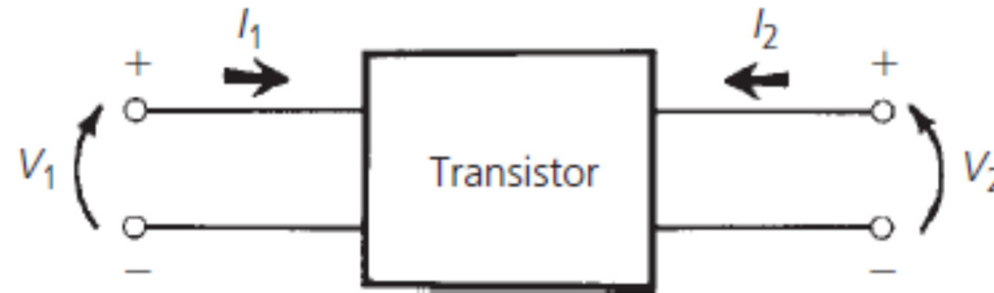 I₁ I₂
+ +
V₁ Transistor V₂
− −